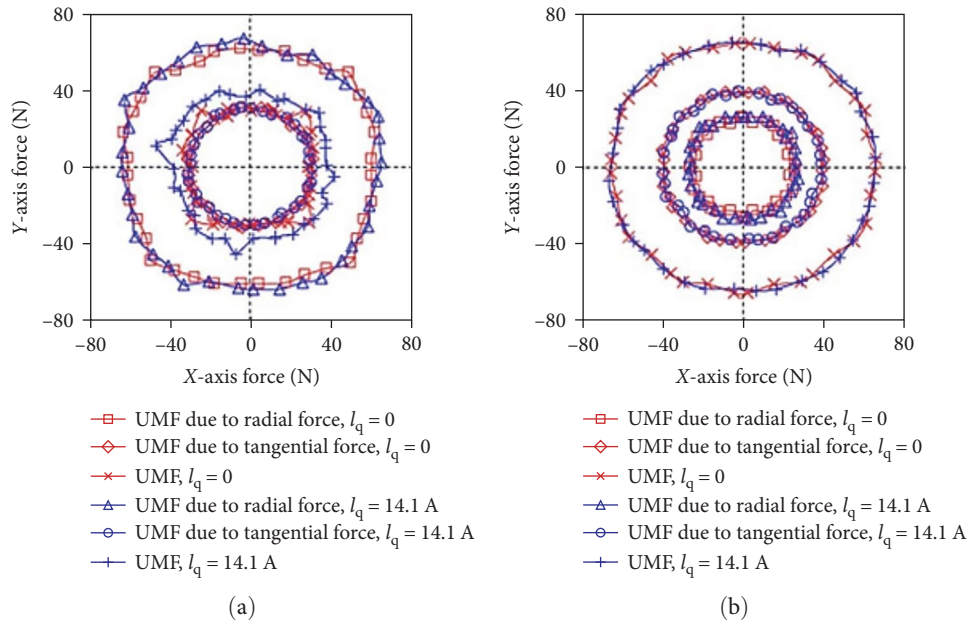 80
40
0
−40
−80
Y-axis force (N)
−80 −40 0 40 80
X-axis force (N)
UMF due to radial force, lq = 0
UMF due to tangential force, lq = 0
UMF, lq = 0
UMF due to radial force, lq = 14.1 A
UMF due to tangential force, lq = 14.1 A
UMF, lq = 14.1 A
(a)
80
40
0
−40
−80
Y-axis force (N)
−80 −40 0 40 80
X-axis force (N)
UMF due to radial force, lq = 0
UMF due to tangential force, lq = 0
UMF, lq = 0
UMF due to radial force, lq = 14.1 A
UMF due to tangential force, lq = 14.1 A
UMF, lq = 14.1 A
(b)